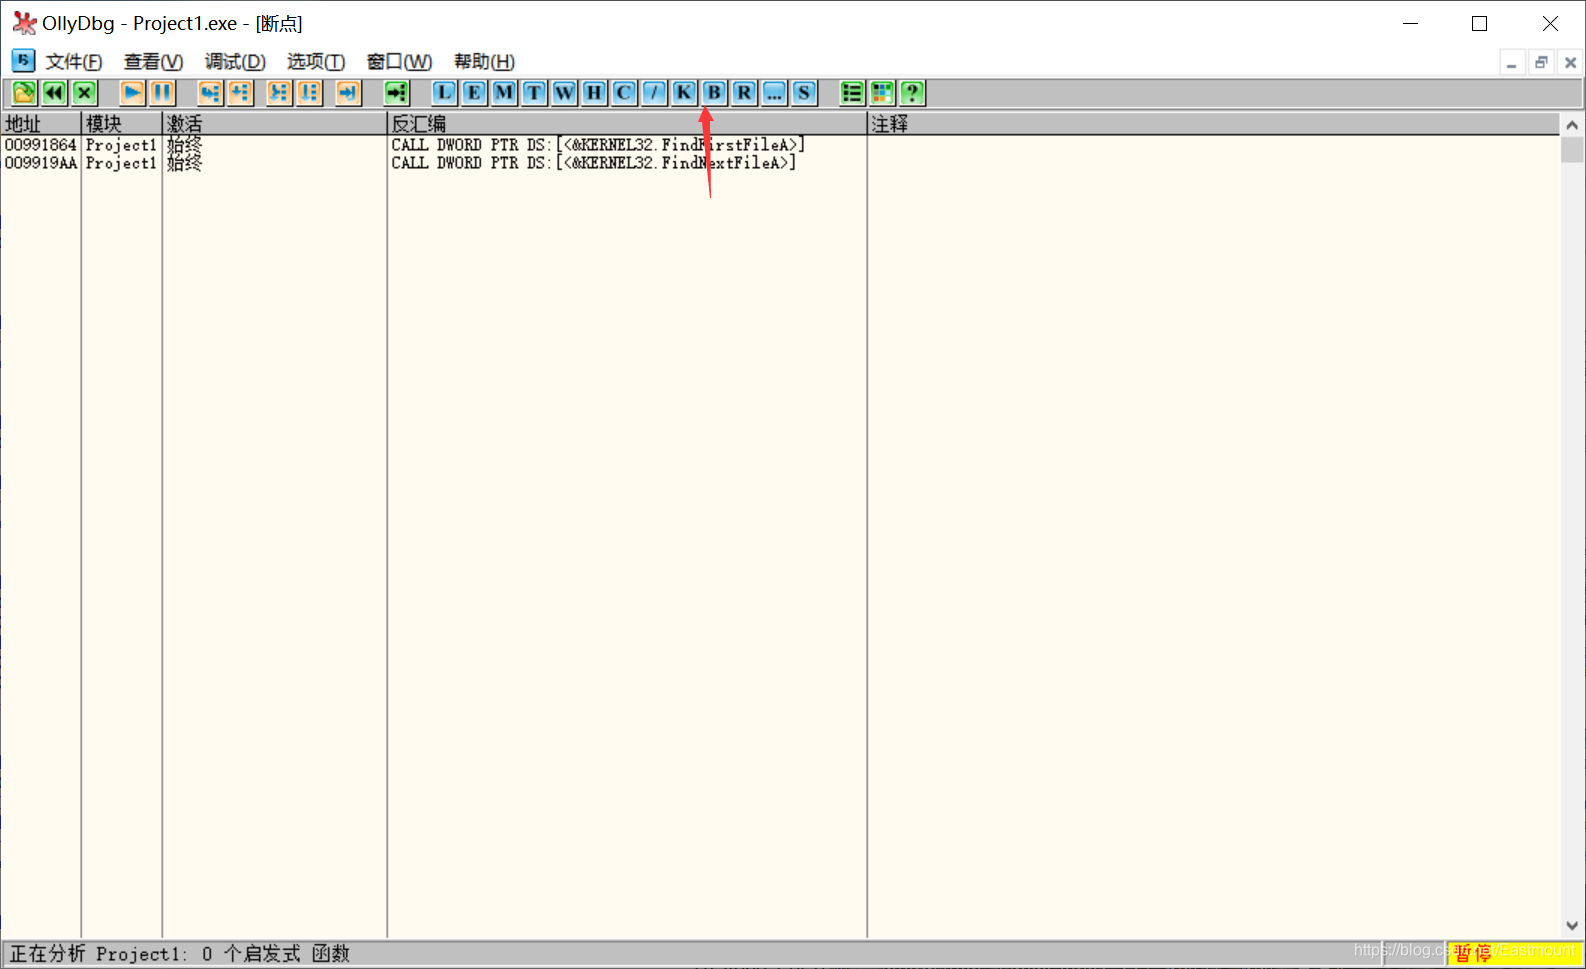 OllyDbg - Project1.exe - [断点]
文件(F) 查看(V) 调试(D) 选项(T) 窗口(W) 帮助(H)
L E M T W H C / K B R ... S ?
地址 模块 激活 反汇编 注释
00991864 Project1 始终 CALL DWORD PTR DS:[<&KERNEL32.FindFirstFileA>]
009919AA Project1 始终 CALL DWORD PTR DS:[<&KERNEL32.FindNextFileA>]
正在分析 Project1: 0 个启发式 函数
暂停
https://blog.csdn.net/Eastmount